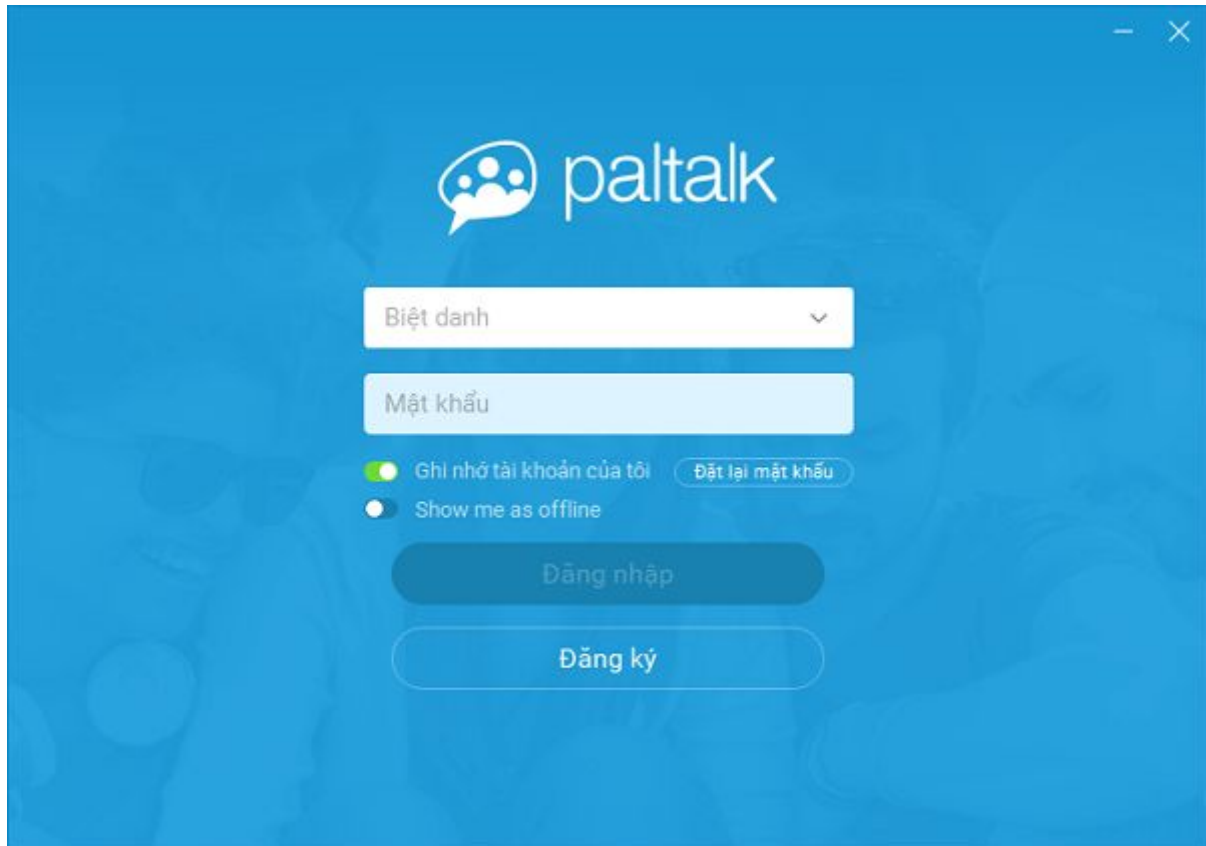 paltalk
Biệt danh
Mật khẩu
Ghi nhớ tài khoản của tôi Đặt lại mật khẩu
Show me as offline
Đăng nhập
Đăng ký